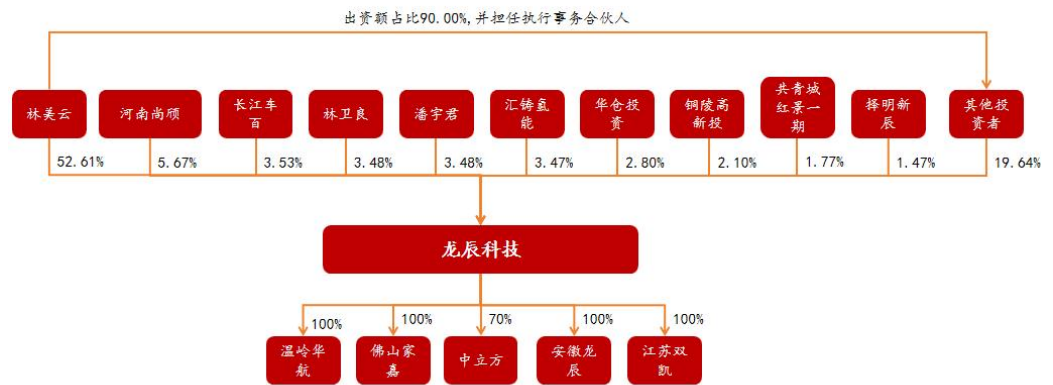 出资额占比90.00%,并担任执行事务合伙人
林美云
河南尚颀
长江车
百
林卫良
潘宇君
汇铸氢
能
华仓投
资
铜陵高
新投
共青城
红景一
期
择明新
辰
其他投
资者
52.61%
5.67%
3.53%
3.48%
3.48%
3.47%
2.80%
2.10%
1.77%
1.47%
19.64%
龙辰科技
100%
100%
70%
100%
100%
温岭华
航
佛山家
嘉
中立方
安徽龙
辰
江苏双
凯